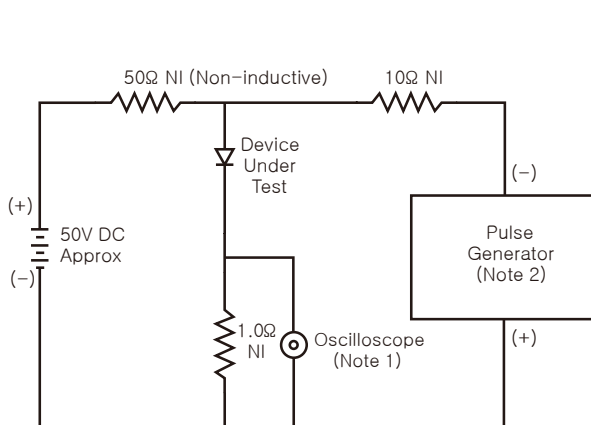 50Ω NI (Non-inductive)
10Ω NI
Device
Under
Test
(-)
(+)
50V DC
Approx
(-)
Pulse
Generator
(Note 2)
1.0Ω
NI
Oscilloscope
(Note 1)
(+)